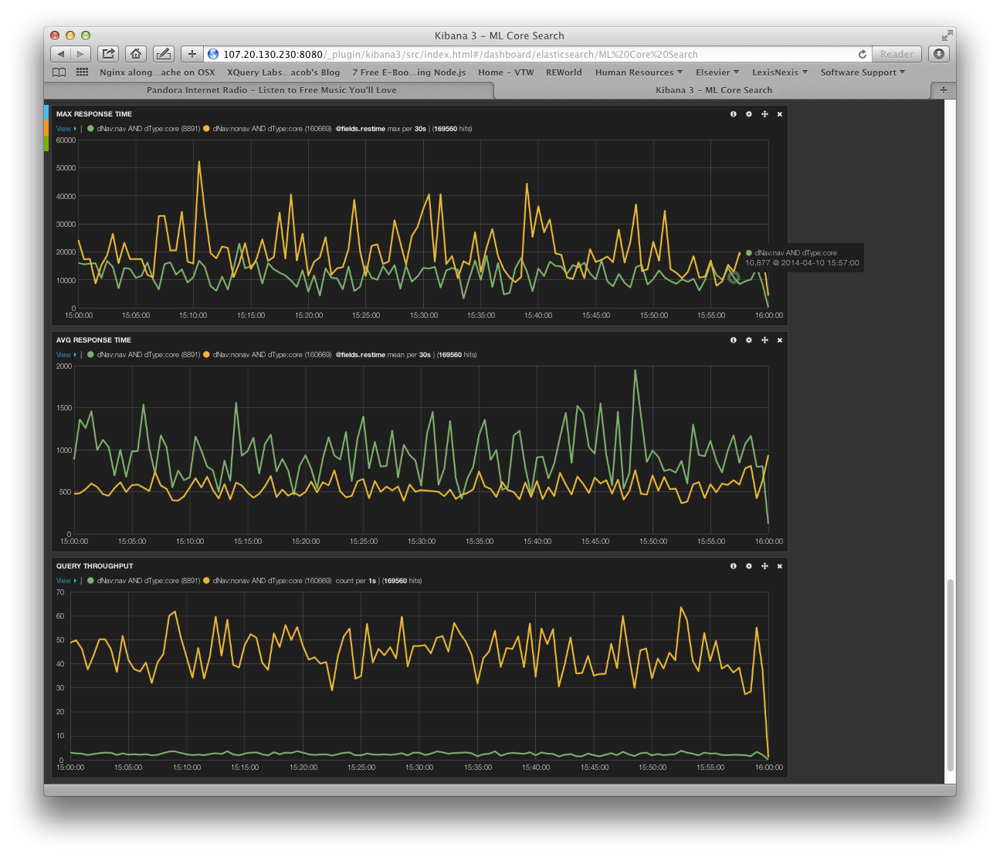 Kibana 3 – ML Core Search
107.20.130.230:8080/_plugin/kibana3/src/index.html#/dashboard/elasticsearch/ML%20Core%20Search
Reader
Nginx along...ache on OSX XQuery Labs...acob's Blog 7 Free E-Boo...ing Node.js Home – VTW REWorld Human Resources Elsevier LexisNexis Software Support
Pandora Internet Radio – Listen to Free Music You'll Love Kibana 3 – ML Core Search
MAX RESPONSE TIME
View | dNav:nav AND dType:core (8891) dNav:nonav AND dType:core (160669) @fields.restime max per 30s | (169560 hits)
60000
50000
40000
30000
20000
10000
0
15:00:00 15:05:00 15:10:00 15:15:00 15:20:00 15:25:00 15:30:00 15:35:00 15:40:00 15:45:00 15:50:00 15:55:00 16:00:00
dNav:nav AND dType:core
10,877 @ 2014-04-10 15:57:00
AVG RESPONSE TIME
View | dNav:nav AND dType:core (8891) dNav:nonav AND dType:core (160669) @fields.restime mean per 30s | (169560 hits)
2000
1500
1000
500
0
15:00:00 15:05:00 15:10:00 15:15:00 15:20:00 15:25:00 15:30:00 15:35:00 15:40:00 15:45:00 15:50:00 15:55:00 16:00:00
QUERY THROUGHPUT
View | dNav:nav AND dType:core (8891) dNav:nonav AND dType:core (160669) count per 1s | (169560 hits)
70
60
50
40
30
20
10
0
15:00:00 15:05:00 15:10:00 15:15:00 15:20:00 15:25:00 15:30:00 15:35:00 15:40:00 15:45:00 15:50:00 15:55:00 16:00:00